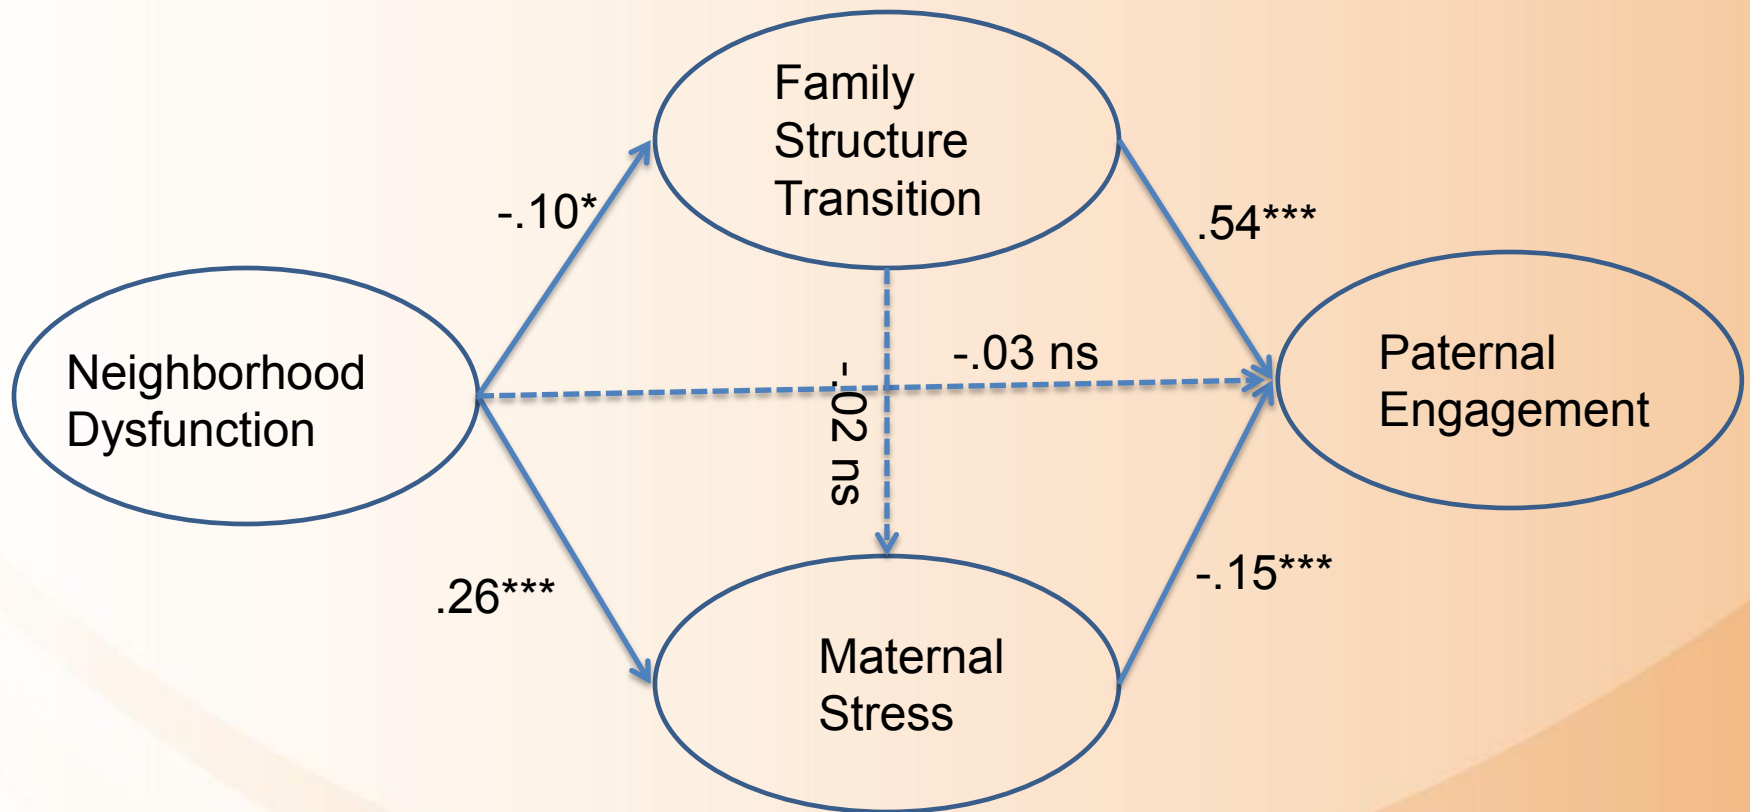 Family
Structure
Transition
-.10*
.54***
Neighborhood
Dysfunction
-.03 ns
-.02 ns
Paternal
Engagement
.26***
-.15***
Maternal
Stress